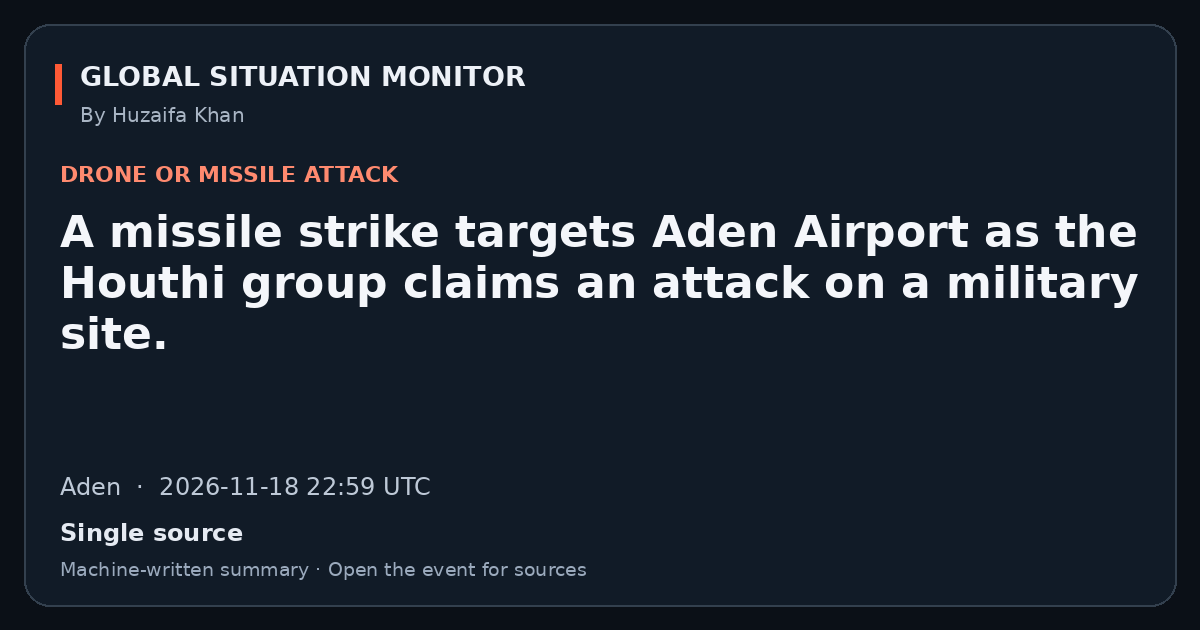 GLOBAL SITUATION MONITOR
By Huzaifa Khan
DRONE OR MISSILE ATTACK
A missile strike targets Aden Airport as the
Houthi group claims an attack on a military
site.
Aden · 2026-11-18 22:59 UTC
Single source
Machine-written summary · Open the event for sources